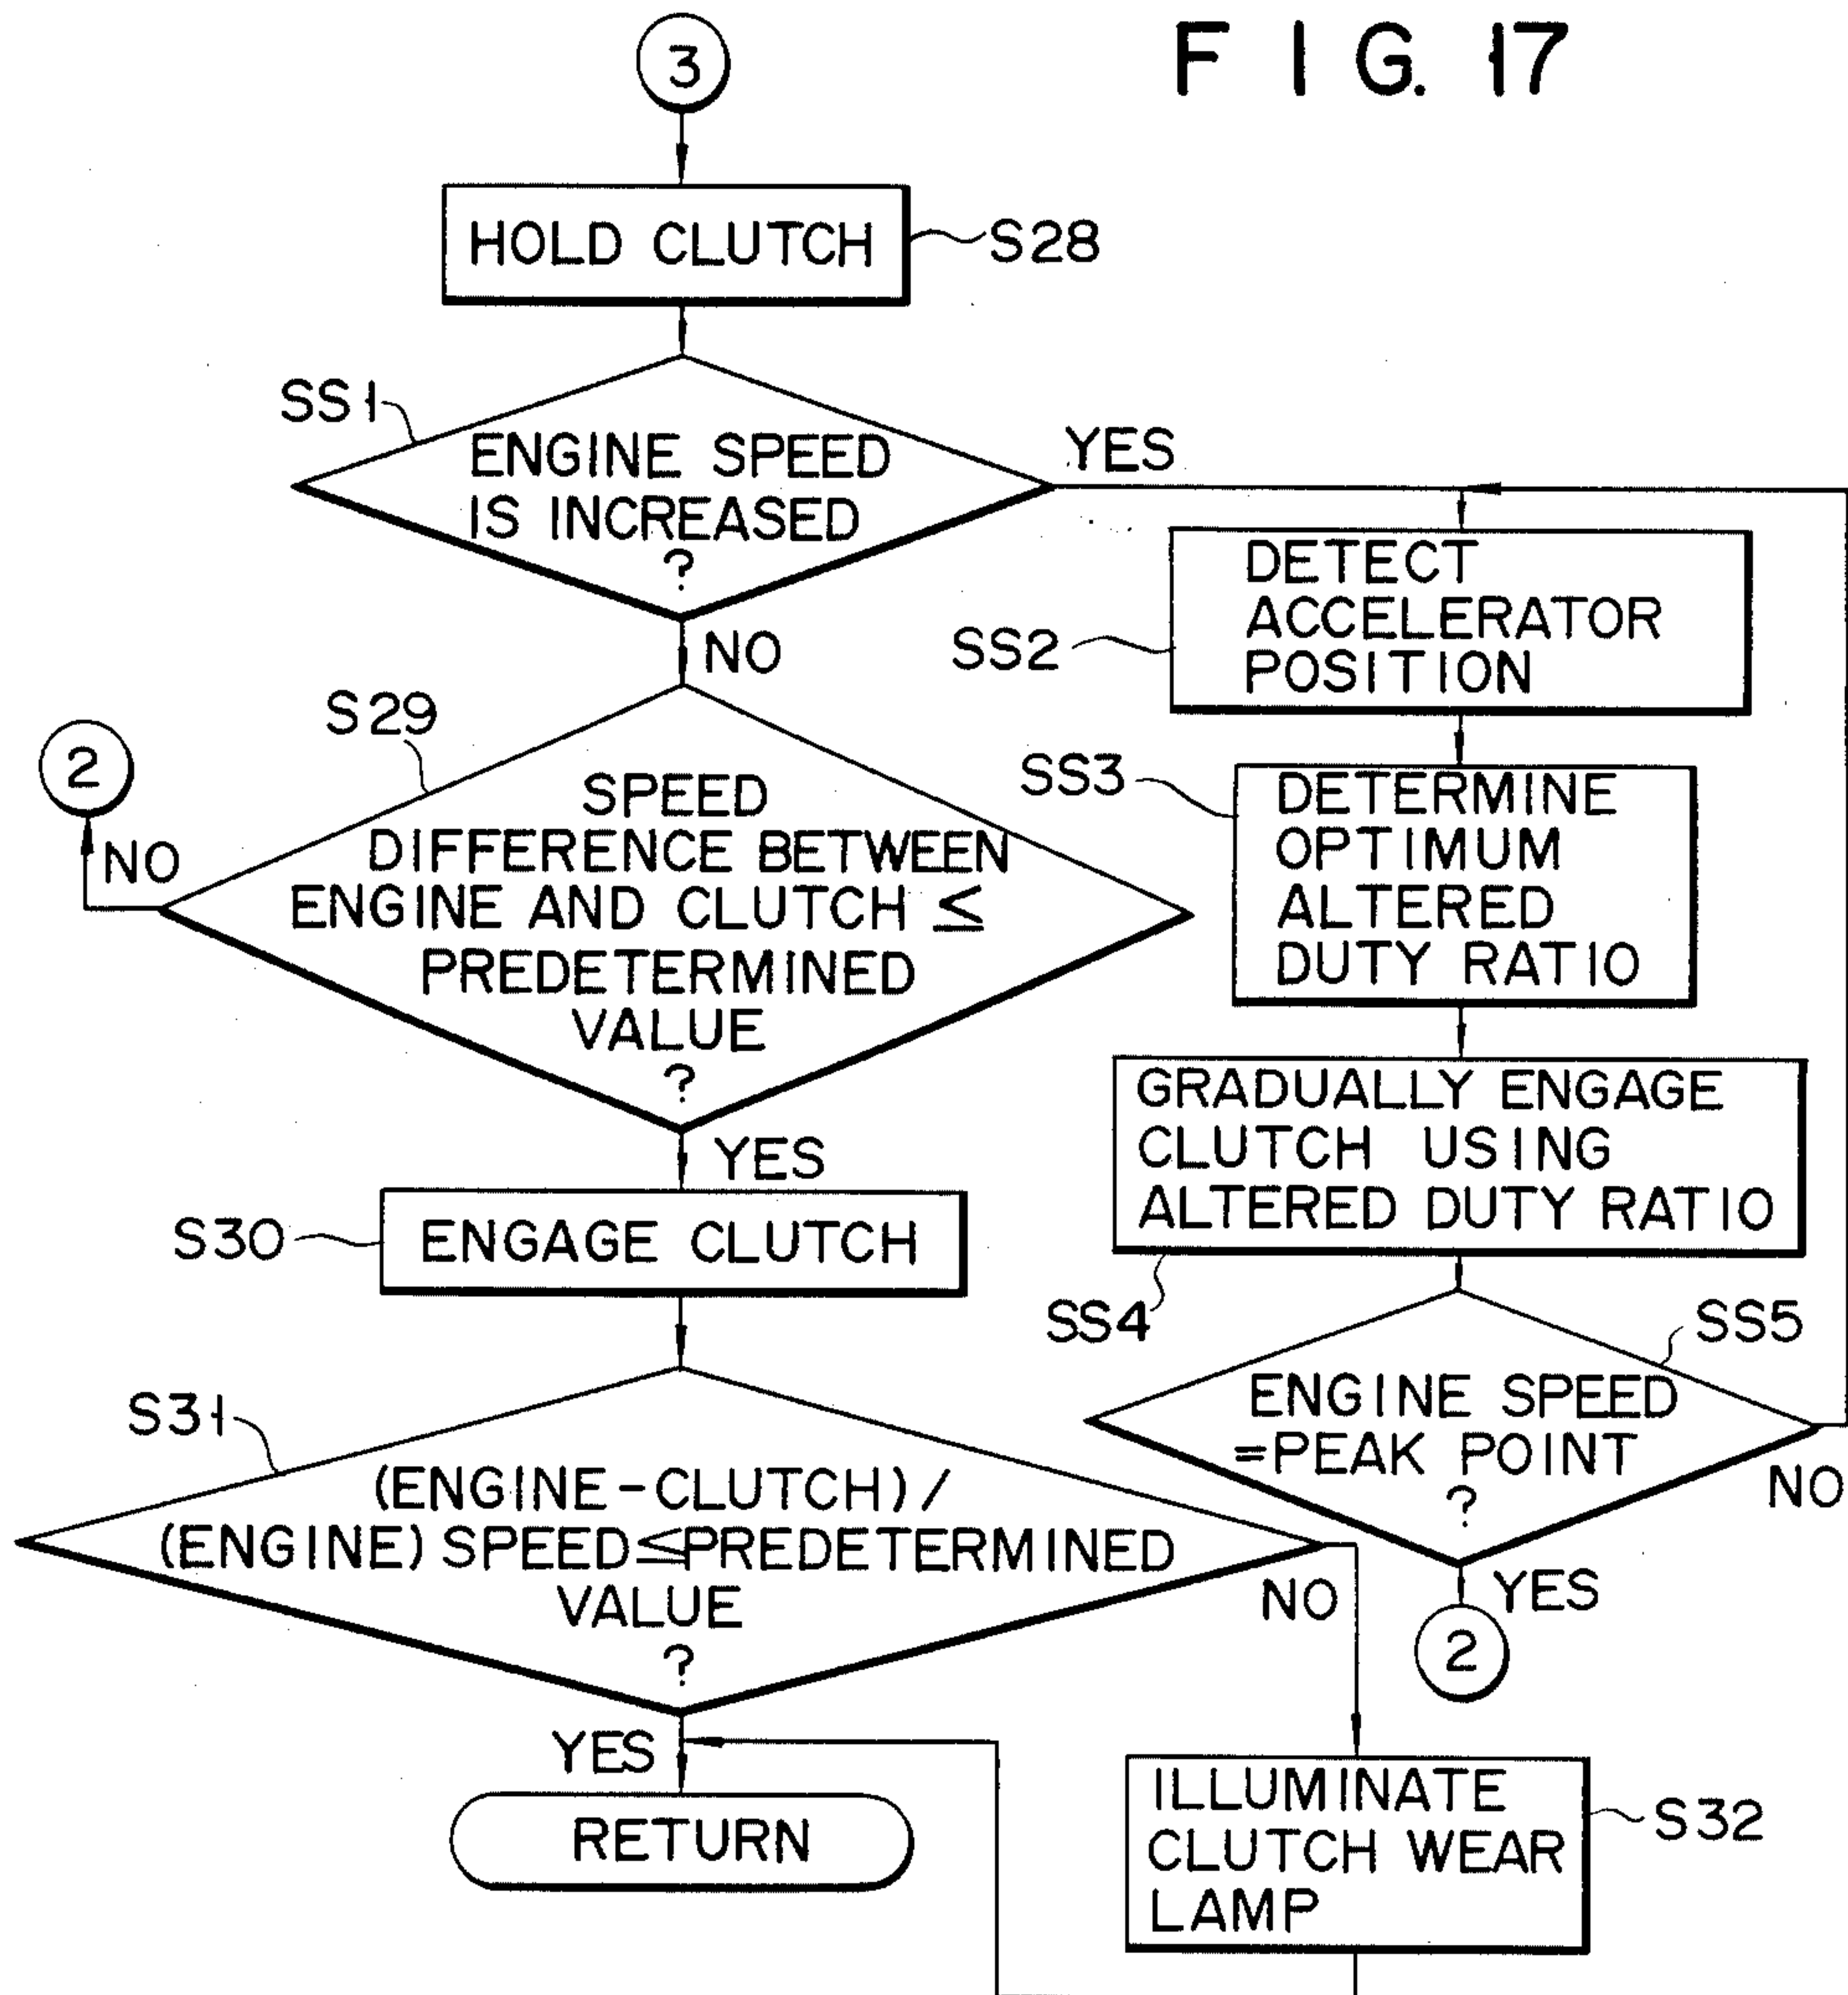 F I G. 17
3
HOLD CLUTCH
S28
SS1
ENGINE SPEED
IS INCREASED
?
YES
NO
DETECT
ACCELERATOR
POSITION
SS2
S29
2
NO
SPEED
DIFFERENCE BETWEEN
ENGINE AND CLUTCH ≤
PREDETERMINED
VALUE
?
YES
SS3
DETERMINE
OPTIMUM
ALTERED
DUTY RATIO
GRADUALLY ENGAGE
CLUTCH USING
ALTERED DUTY RATIO
SS4
S30
ENGAGE CLUTCH
SS5
ENGINE SPEED
=PEAK POINT
?
NO
YES
2
S31
(ENGINE-CLUTCH)/
(ENGINE) SPEED≤PREDETERMINED
VALUE
?
NO
YES
RETURN
ILLUMINATE
CLUTCH WEAR
LAMP
S32